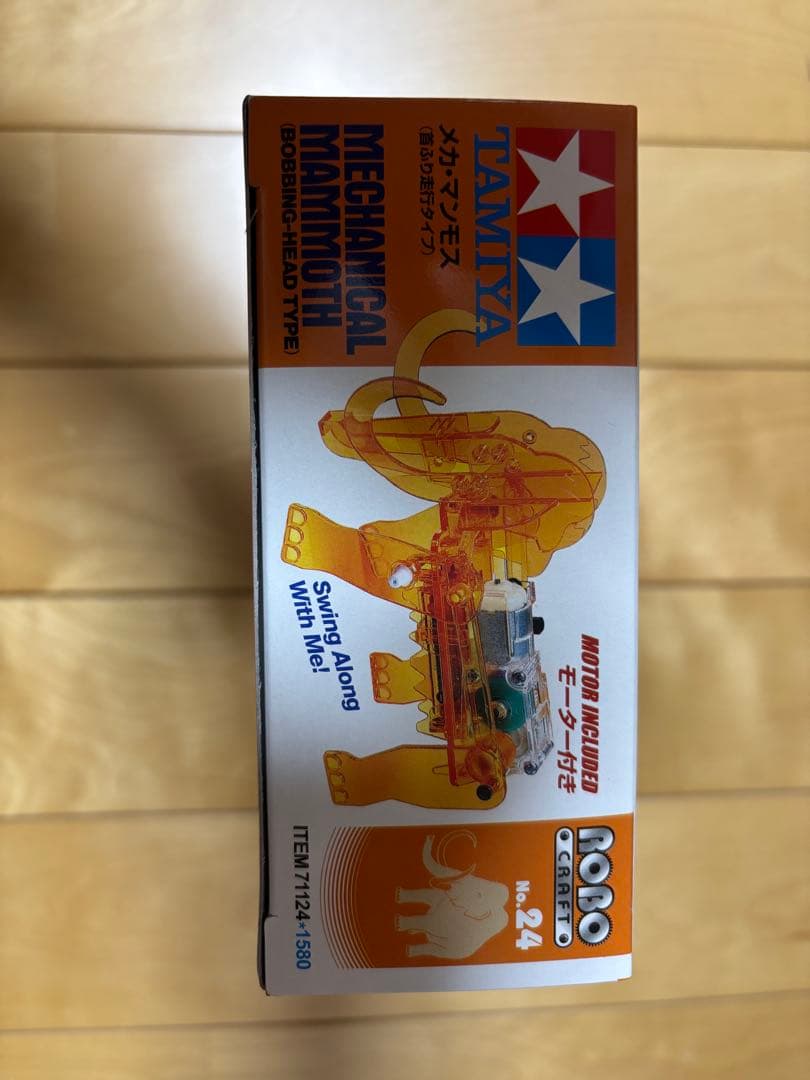 TAMIYA
メカ・マンモス
(首ふり走行タイプ)
MECHANICAL
MAMMOTH
(BOBBING-HEAD TYPE)
MOTOR INCLUDED
モーター付き
Swing Along
With Me!
ROBO
CRAFT
No.24
ITEM 71124*1580